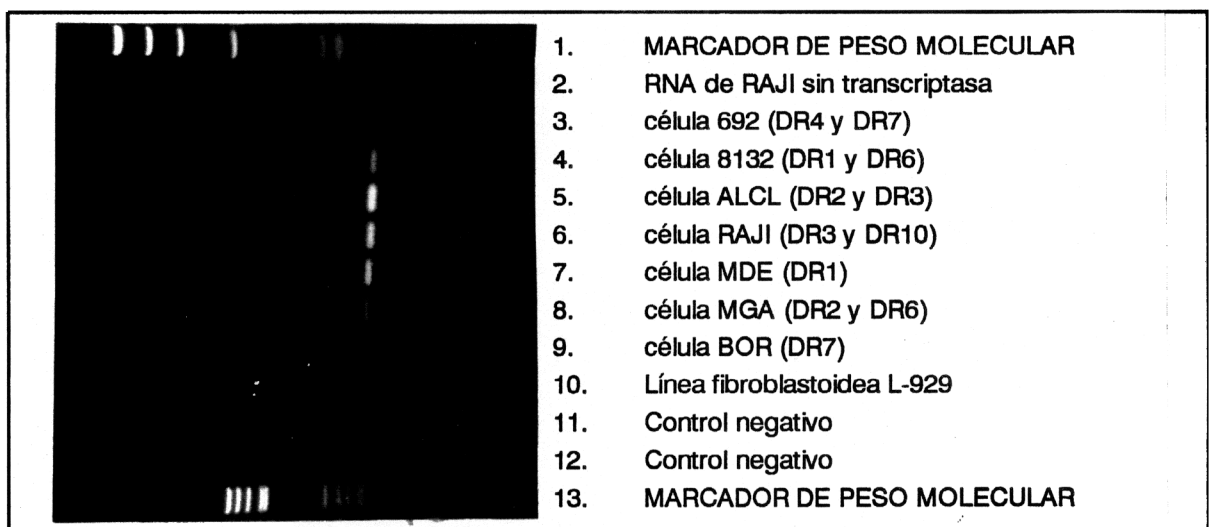 1. MARCADOR DE PESO MOLECULAR
2. RNA de RAJI sin transcriptasa
3. célula 692 (DR4 y DR7)
4. célula 8132 (DR1 y DR6)
5. célula ALCL (DR2 y DR3)
6. célula RAJI (DR3 y DR10)
7. célula MDE (DR1)
8. célula MGA (DR2 y DR6)
9. célula BOR (DR7)
10. Línea fibroblastoidea L-929
11. Control negativo
12. Control negativo
13. MARCADOR DE PESO MOLECULAR